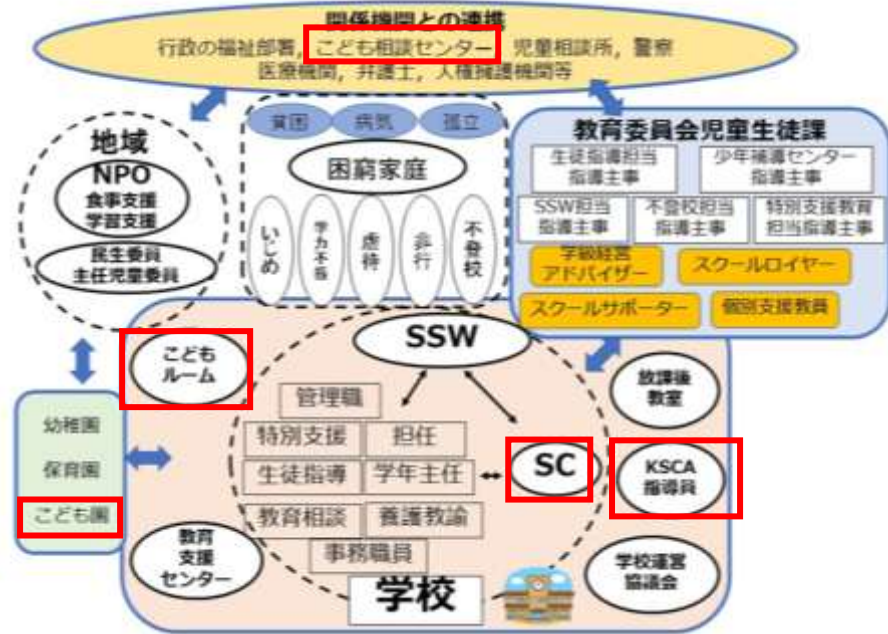 関係機関との連携
行政の福祉部署,こども相談センター 児童相談所,警察
医療機関,弁護士,人権擁護機関等
地域
NPO
食事支援
学習支援
民生委員
主任児童委員
貧困
病気
孤立
困窮家庭
いじめ
学力不振
虐待
非行
不登校
教育委員会児童生徒課
生徒指導担当
指導主事
少年補導センター
指導主事
SSW担当
指導主事
不登校担当
指導主事
特別支援教育
担当指導主事
学級経営
アドバイザー
スクールロイヤー
スクールサポーター
個別支援教員
SSW
こども
ルーム
幼稚園
保育園
こども園
管理職
特別支援
担任
生徒指導
学年主任
教育相談
養護教諭
事務職員
SC
放課後
教室
KSCA
指導員
学校運営
協議会
教育
支援
センター
学校